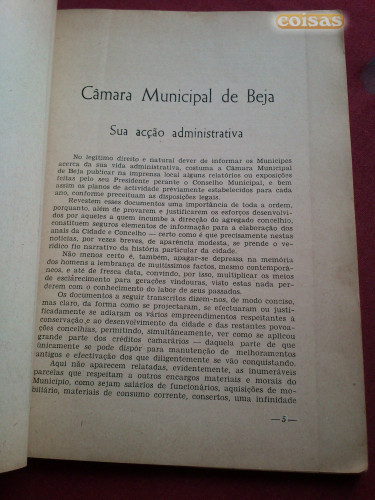 coisas
Câmara Municipal de Beja
Sua acção administrativa
No legítimo direito e natural dever de informar os Munícipes
acerca da sua vida administrativa, costuma a Câmara Municipal
de Beja publicar na imprensa local alguns relatórios ou exposições
feitas pelo seu Presidente perante o Conselho Municipal, e bem
assim os planos de actividade prèviamente estabelecidos para cada
ano, conforme preceituam as disposições legais.
Revestem esses documentos uma importância de toda a ordem,
porquanto, além de provarem e justificarem os esforços desenvolvi-
dos por aqueles a quem incumbe a direcção do agregado concelhio,
constituem seguros elementos de informação para a elaboração dos
anais da Cidade e Concelho — certo como é que precisamente nestas
notícias, por vezes breves, de aparência modesta, se prende o ve-
rídico fio narrativo da história particular da cidade.
Não menos certo é, também, apagar-se depressa na memória
dos homens a lembrança de muitíssimos factos, mesmo contemporâ-
neos, e até de fresca data, convindo, por isso, multiplicar os meios
de esclarecimento para gerações vindouras, visto estas nada per-
derem com o conhecimento do labor de seus passados.
Os documentos a seguir transcritos dizem-nos, de modo conciso,
mas claro, da forma como se projectaram, se efectuaram ou justi-
ficadamente se adiaram os vários empreendimentos respeitantes à
conservação e ao desenvolvimento da cidade e das restantes povoa-
ções concelhias, permitindo, simultâneamente, ver como se aplicou
grande parte dos créditos camarários — daquela parte de que
ùnicamente se pode dispôr para manutenção de melhoramentos
antigos e efectivação dos que diligentemente se vão conquistando.
Aqui não aparecem relatadas, evidentemente, as inumeráveis
parcelas que respeitam a outros encargos materiais e morais do
Município, como sejam salários de funcionários, aquisições de mo-
biliário, materiais de consumo corrente, consertos, uma infinidade
— 5 —